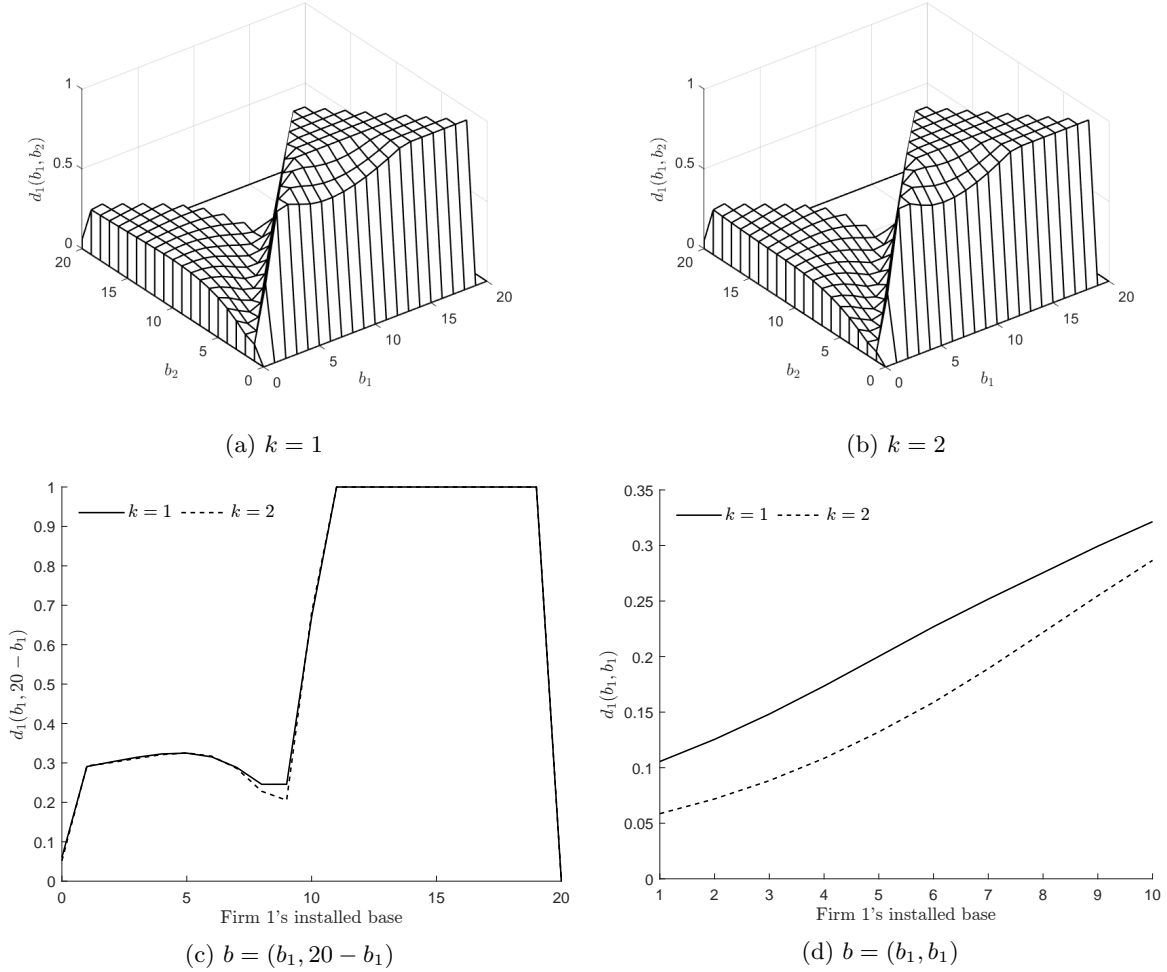 1
0.5
0
20
15
10
5
0
0
5
10
15
20
d₁(b₁, b₂)
b₂
b₁
(a) k = 1
1
0.5
0
20
15
10
5
0
0
5
10
15
20
d₁(b₁, b₂)
b₂
b₁
(b) k = 2
1
0.9
0.8
0.7
0.6
0.5
0.4
0.3
0.2
0.1
0
d₁(b₁, 20 − b₁)
k = 1 k = 2
0 5 10 15 20
Firm 1's installed base
(c) b = (b₁, 20 − b₁)
0.35
0.3
0.25
0.2
0.15
0.1
0.05
0
d₁(b₁, b₁)
k = 1 k = 2
1 2 3 4 5 6 7 8 9 10
Firm 1's installed base
(d) b = (b₁, b₁)